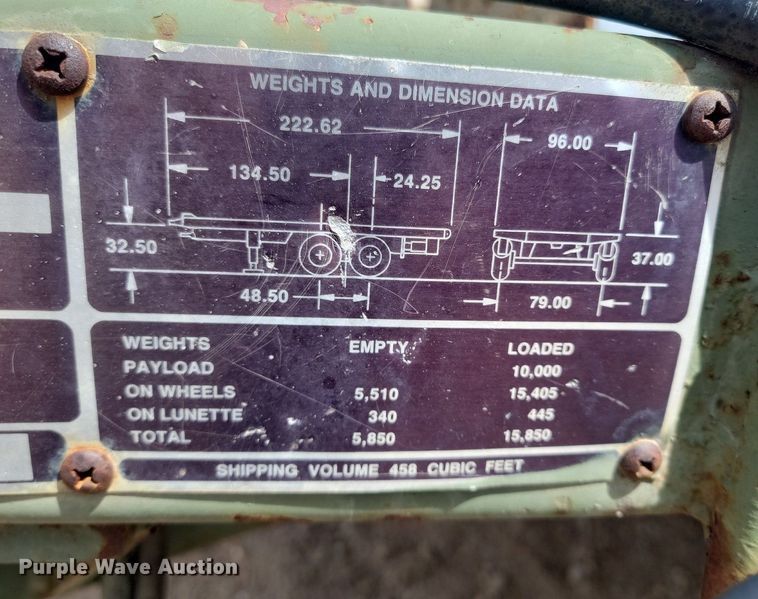 WEIGHTS AND DIMENSION DATA
222.62 96.00
134.50 24.25
32.50 37.00
48.50 79.00
WEIGHTS EMPTY LOADED
PAYLOAD 10,000
ON WHEELS 5,510 15,405
ON LUNETTE 340 445
TOTAL 5,850 15,850
SHIPPING VOLUME 458 CUBIC FEET
Purple Wave Auction